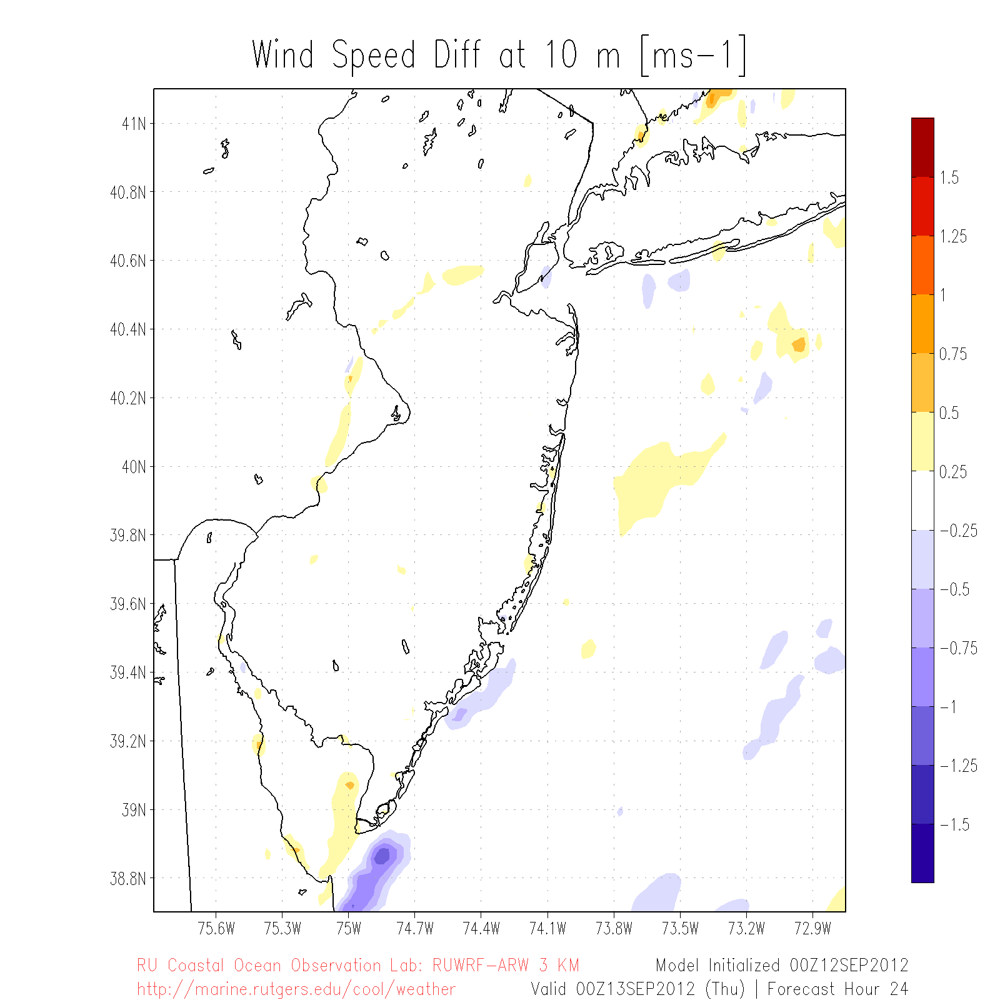 Wind Speed Diff at 10 m [ms-1]
41N
40.8N
40.6N
40.4N
40.2N
40N
39.8N
39.6N
39.4N
39.2N
39N
38.8N
75.6W 75.3W 75W 74.7W 74.4W 74.1W 73.8W 73.5W 73.2W 72.9W
1.5
1.25
1
0.75
0.5
0.25
-0.25
-0.5
-0.75
-1
-1.25
-1.5
RU Coastal Ocean Observation Lab: RUWRF-ARW 3 KM
http://marine.rutgers.edu/cool/weather
Model Initialized 00Z12SEP2012
Valid 00Z13SEP2012 (Thu) | Forecast Hour 24